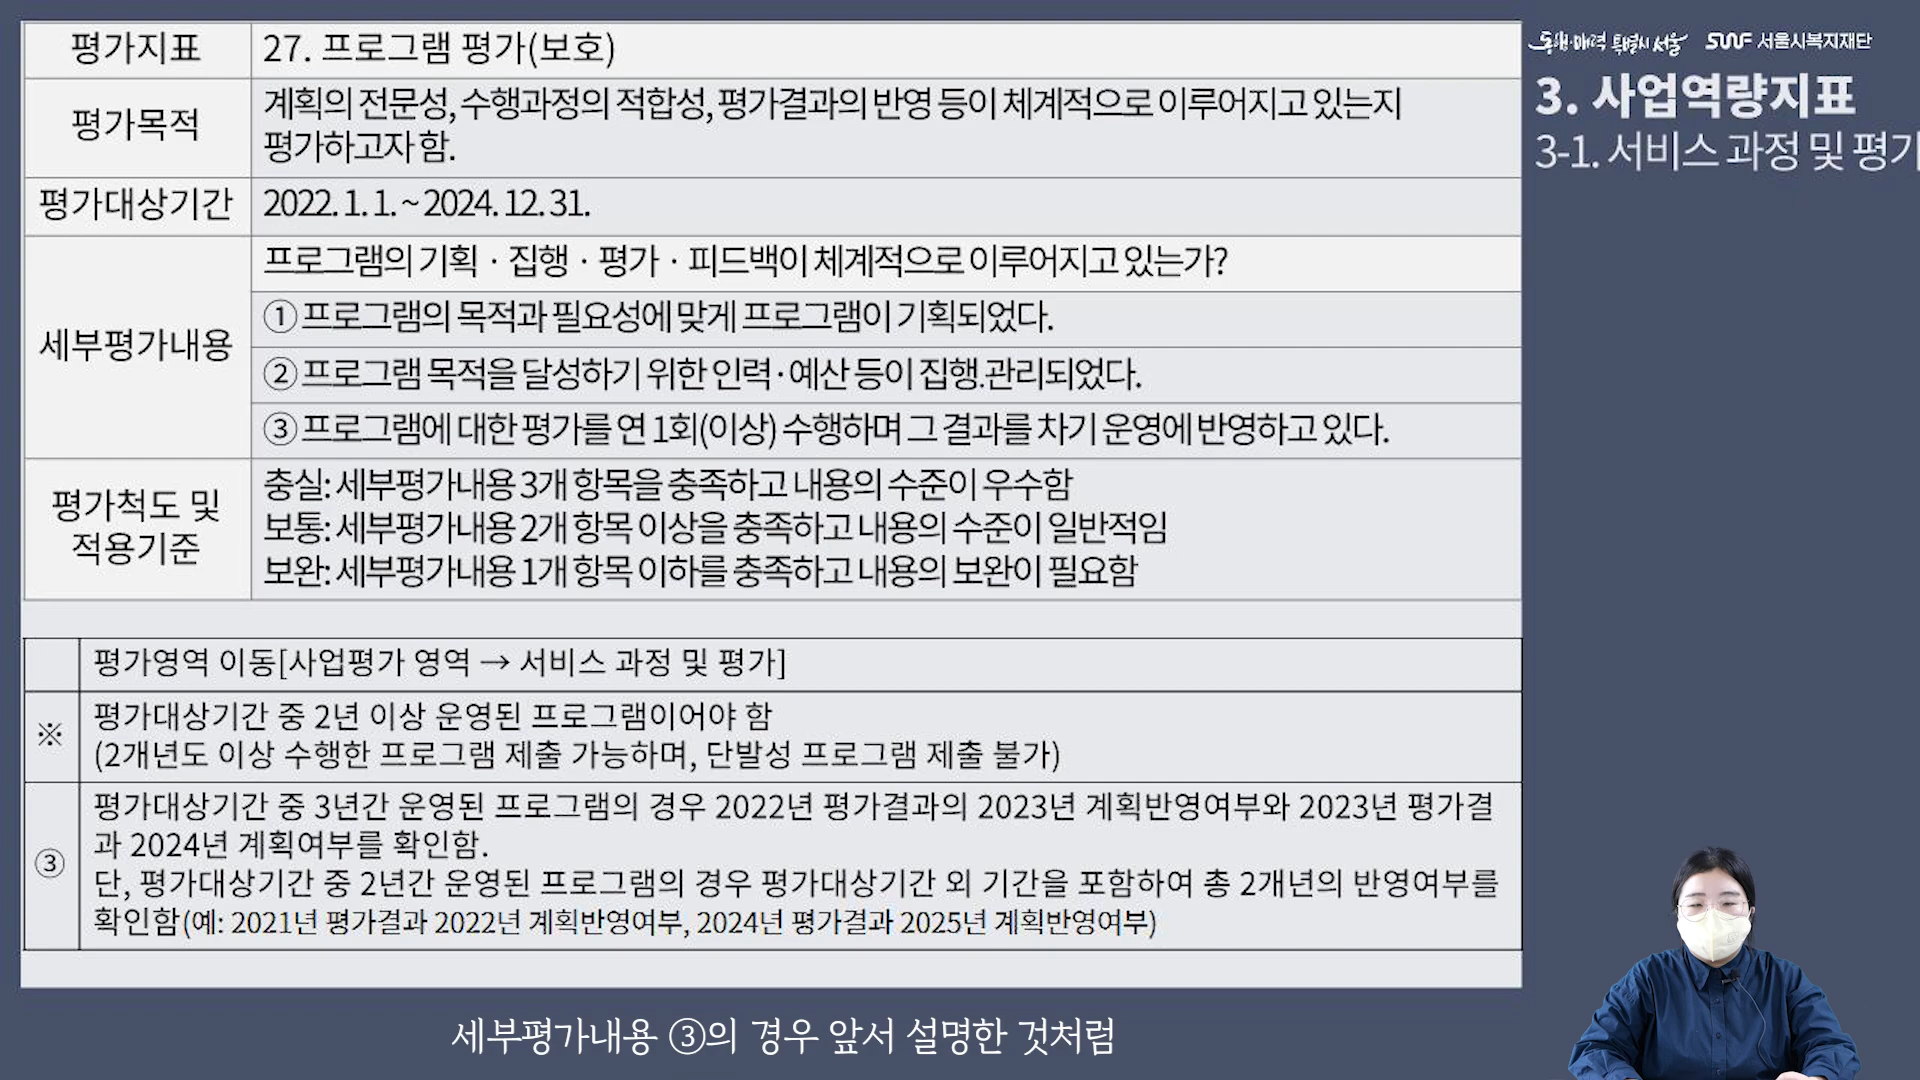 평가지표
27. 프로그램 평가(보호)
평가목적
계획의 전문성, 수행과정의 적합성, 평가결과의 반영 등이 체계적으로 이루어지고 있는지
평가하고자 함.
평가대상기간
2022. 1. 1. ~ 2024. 12. 31.
세부평가내용
프로그램의 기획 · 집행 · 평가 · 피드백이 체계적으로 이루어지고 있는가?
① 프로그램의 목적과 필요성에 맞게 프로그램이 기획되었다.
② 프로그램 목적을 달성하기 위한 인력·예산 등이 집행.관리되었다.
③ 프로그램에 대한 평가를 연 1회(이상) 수행하며 그 결과를 차기 운영에 반영하고 있다.
평가척도 및
적용기준
충실: 세부평가내용 3개 항목을 충족하고 내용의 수준이 우수함
보통: 세부평가내용 2개 항목 이상을 충족하고 내용의 수준이 일반적임
보완: 세부평가내용 1개 항목 이하를 충족하고 내용의 보완이 필요함
평가영역 이동[사업평가 영역 → 서비스 과정 및 평가]
※
평가대상기간 중 2년 이상 운영된 프로그램이어야 함
(2개년도 이상 수행한 프로그램 제출 가능하며, 단발성 프로그램 제출 불가)
③
평가대상기간 중 3년간 운영된 프로그램의 경우 2022년 평가결과의 2023년 계획반영여부와 2023년 평가결
과 2024년 계획여부를 확인함.
단, 평가대상기간 중 2년간 운영된 프로그램의 경우 평가대상기간 외 기간을 포함하여 총 2개년의 반영여부를
확인함(예: 2021년 평가결과 2022년 계획반영여부, 2024년 평가결과 2025년 계획반영여부)
동행·매력 특별시 서울
SWF 서울시복지재단
3. 사업역량지표
3-1. 서비스 과정 및 평가
세부평가내용 ③의 경우 앞서 설명한 것처럼